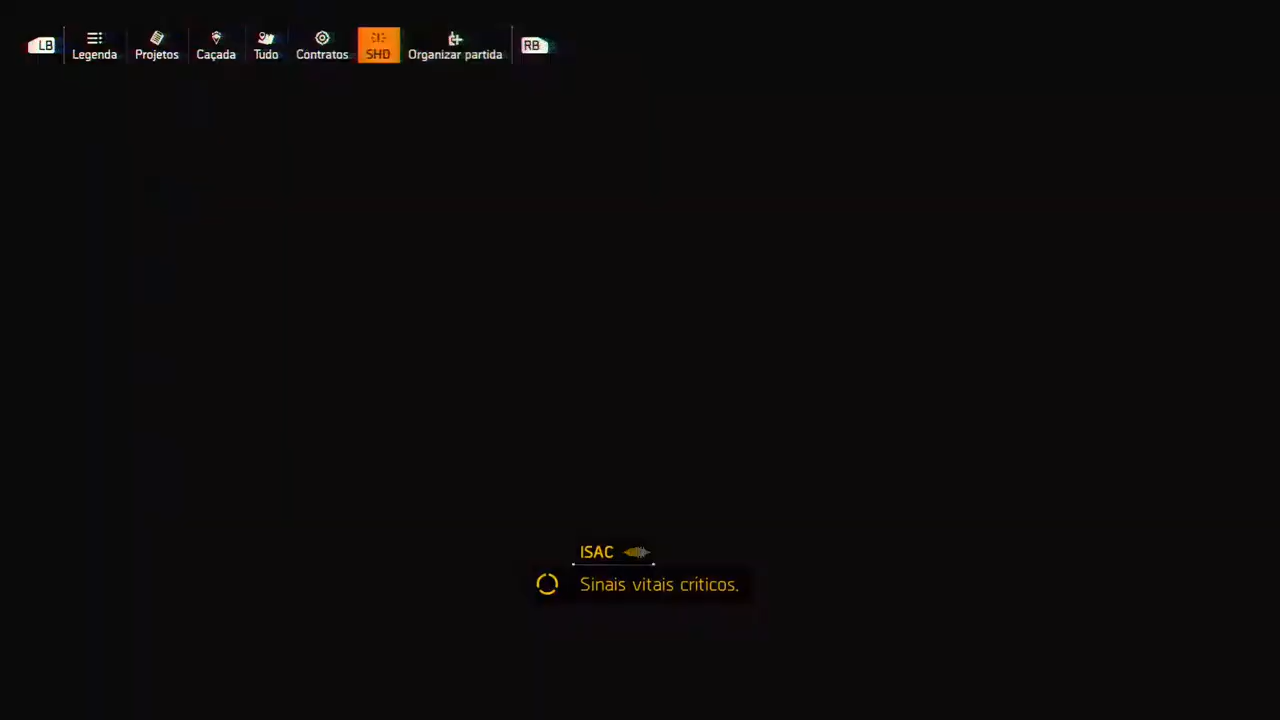 LB Legenda Projetos Caçada Tudo Contratos SHD Organizar partida RB
ISAC
Sinais vitais críticos.